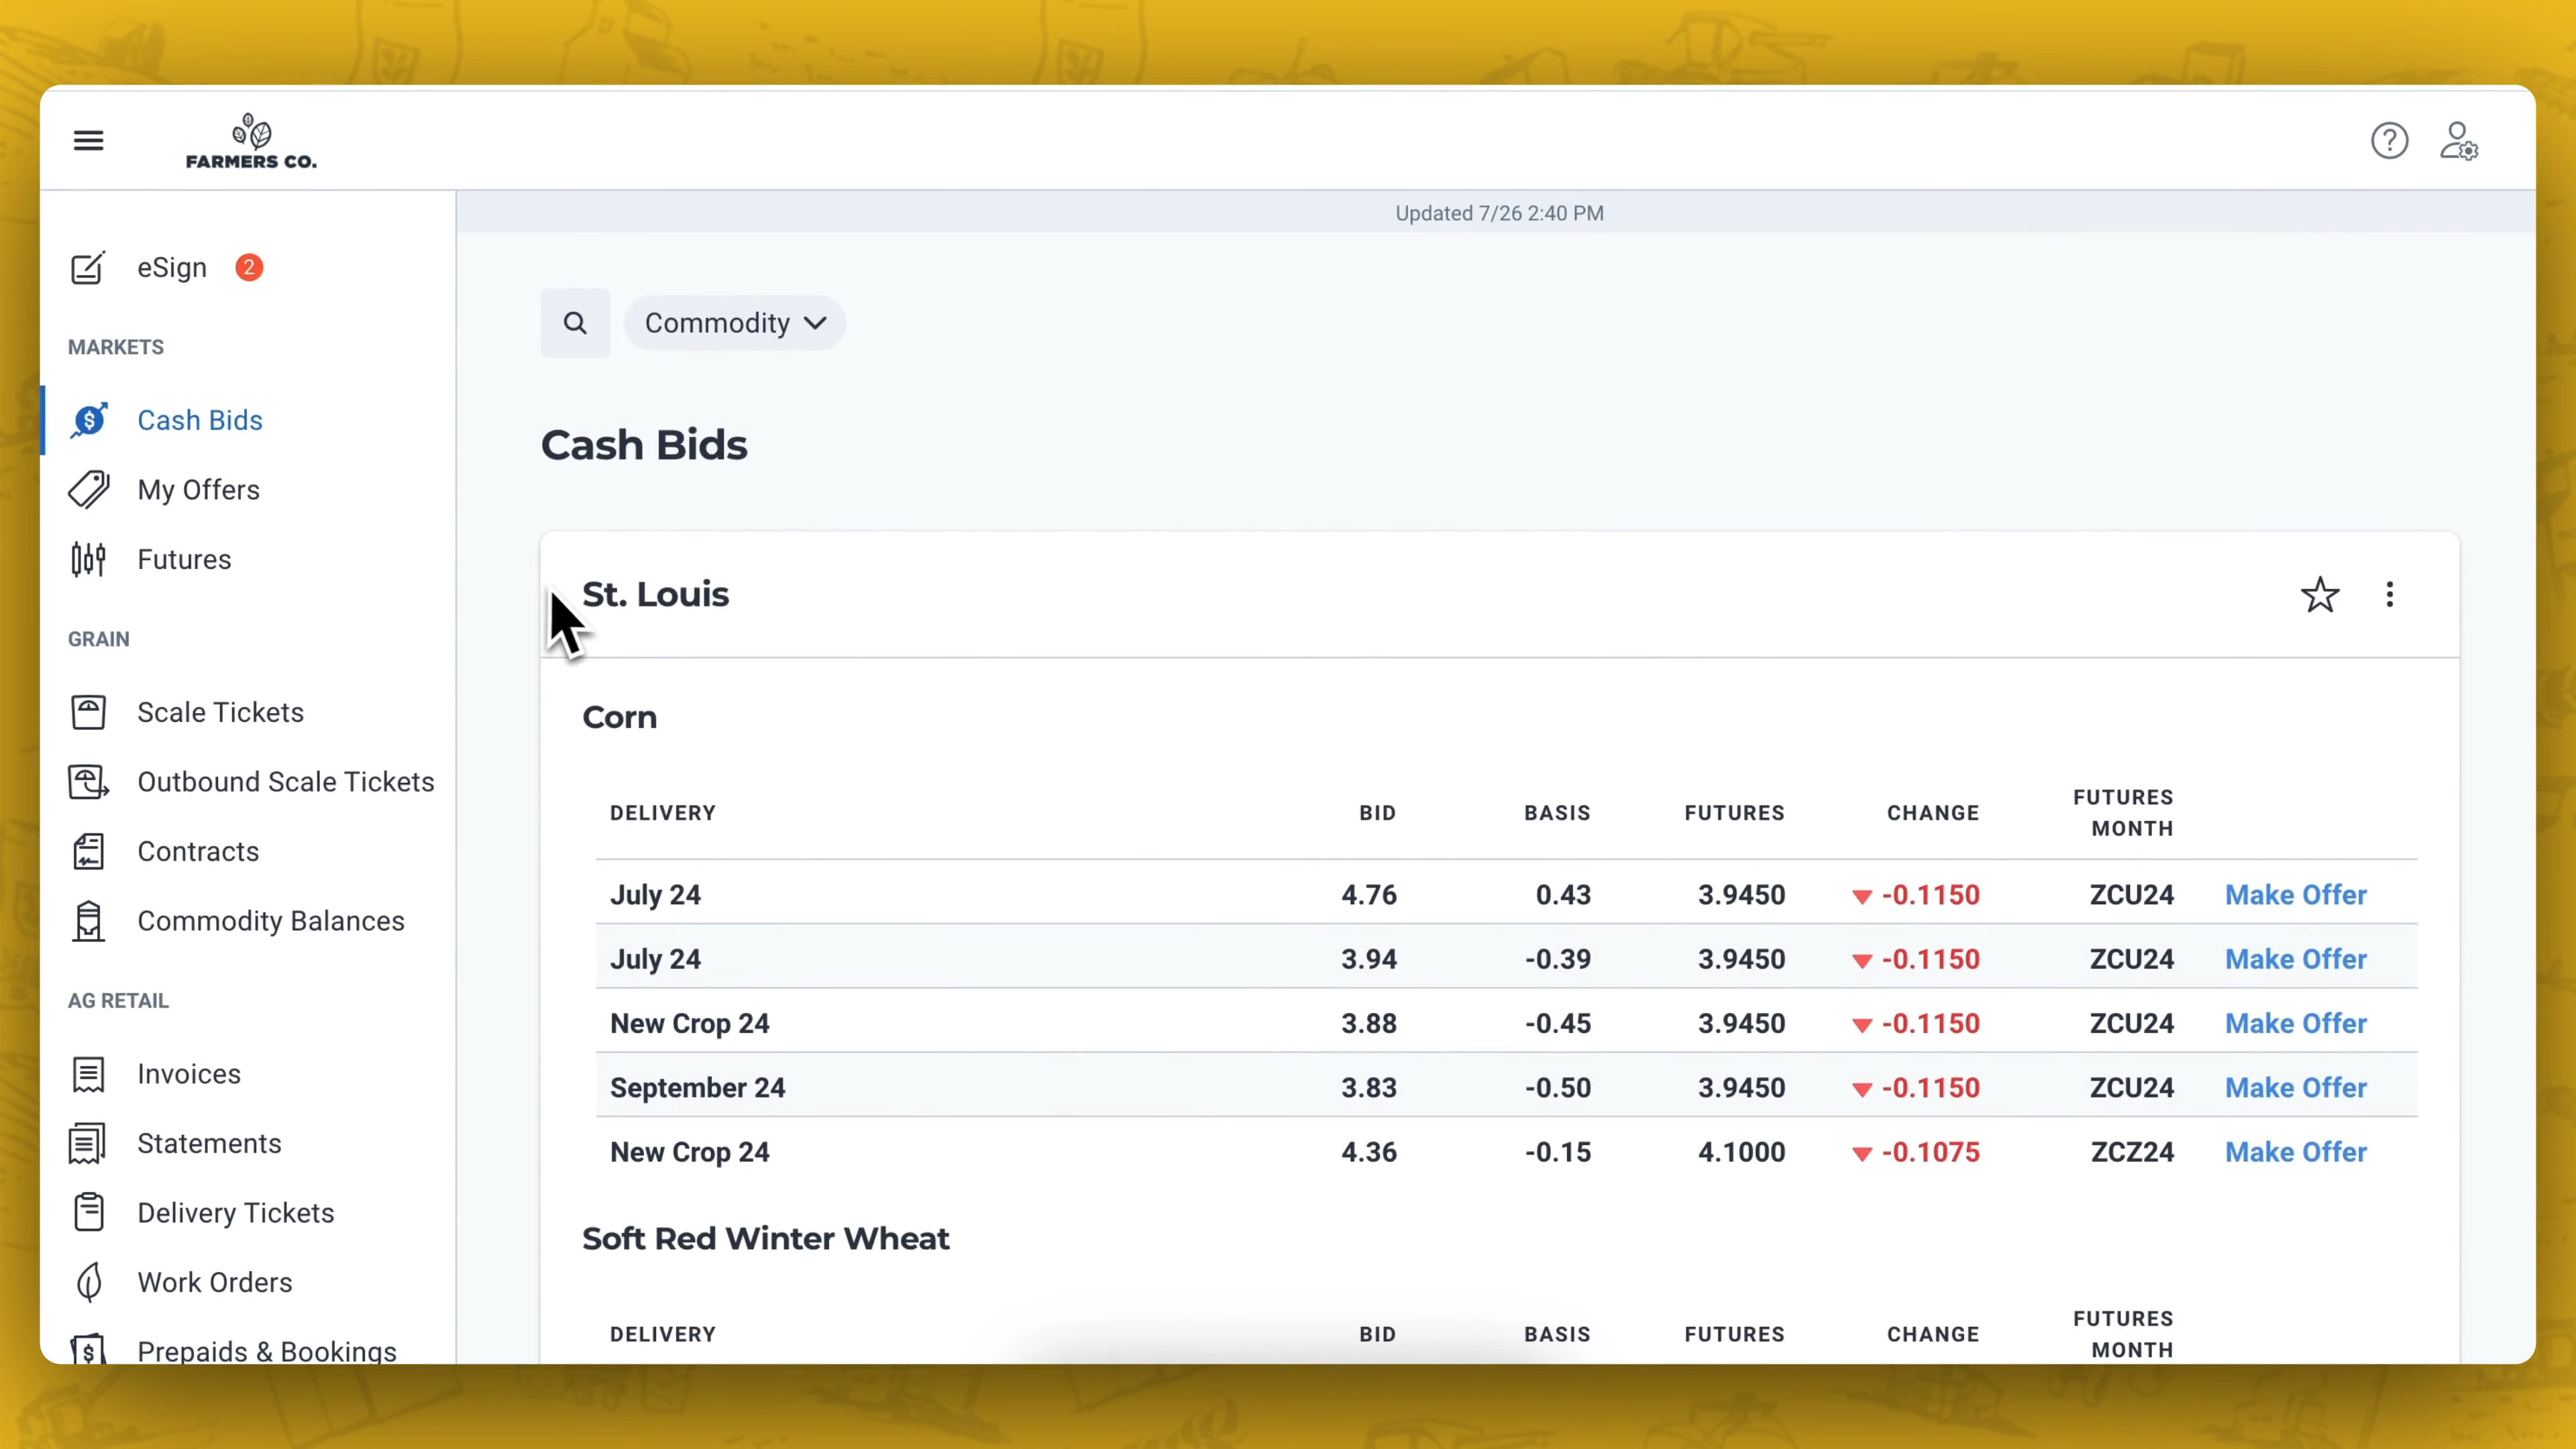 FARMERS CO.
Updated 7/26 2:40 PM
eSign 2
MARKETS
Cash Bids
My Offers
Futures
GRAIN
Scale Tickets
Outbound Scale Tickets
Contracts
Commodity Balances
AG RETAIL
Invoices
Statements
Delivery Tickets
Work Orders
Prepaids & Bookings
Commodity
Cash Bids
St. Louis
Corn
DELIVERY BID BASIS FUTURES CHANGE FUTURES MONTH
July 24 4.76 0.43 3.9450 -0.1150 ZCU24 Make Offer
July 24 3.94 -0.39 3.9450 -0.1150 ZCU24 Make Offer
New Crop 24 3.88 -0.45 3.9450 -0.1150 ZCU24 Make Offer
September 24 3.83 -0.50 3.9450 -0.1150 ZCU24 Make Offer
New Crop 24 4.36 -0.15 4.1000 -0.1075 ZCZ24 Make Offer
Soft Red Winter Wheat
DELIVERY BID BASIS FUTURES CHANGE FUTURES MONTH